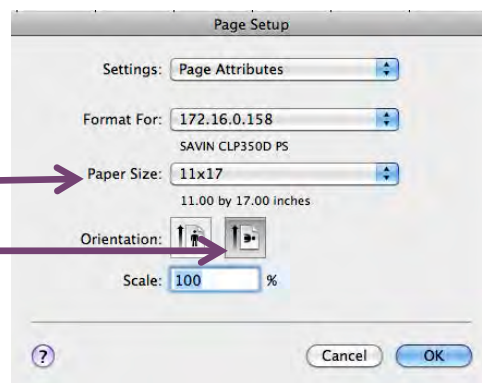 Page Setup
Settings: Page Attributes
Format For: 172.16.0.158
SAVIN CLP350D PS
Paper Size: 11x17
11.00 by 17.00 inches
Orientation:
Scale: 100 %
? Cancel OK